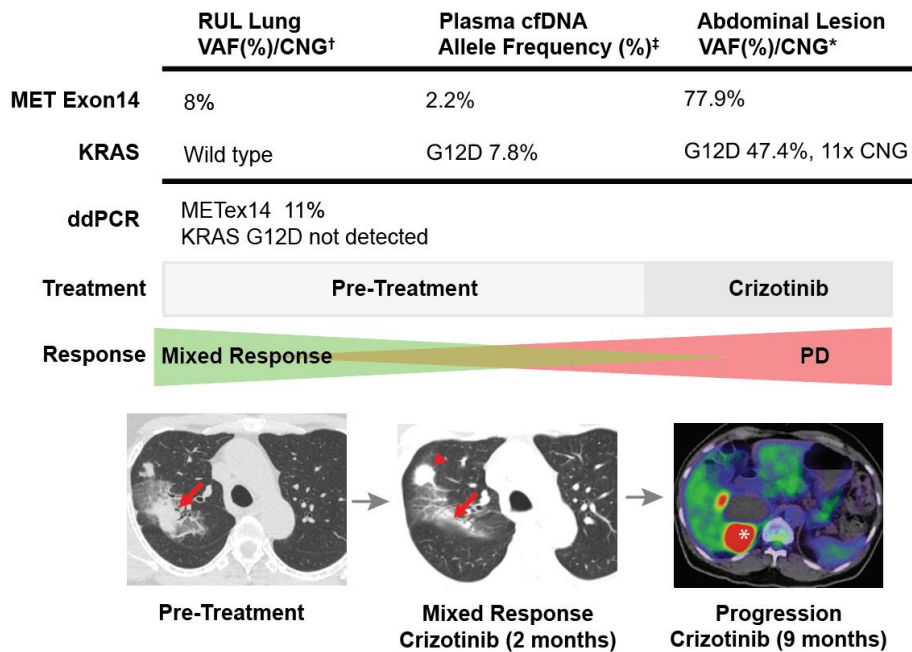 RUL Lung
VAF(%)/CNG†
Plasma cfDNA
Allele Frequency (%)‡
Abdominal Lesion
VAF(%)/CNG*
MET Exon14 8% 2.2% 77.9%
KRAS Wild type G12D 7.8% G12D 47.4%, 11x CNG
ddPCR
METex14 11%
KRAS G12D not detected
Treatment Pre-Treatment Crizotinib
Response Mixed Response PD
*
Pre-Treatment
Mixed Response
Crizotinib (2 months)
Progression
Crizotinib (9 months)